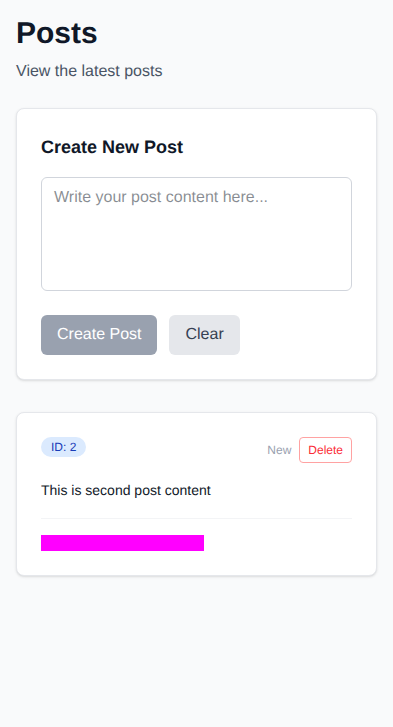 Posts
View the latest posts
Create New Post
Write your post content here...
Create Post
Clear
ID: 2
New
Delete
This is second post content